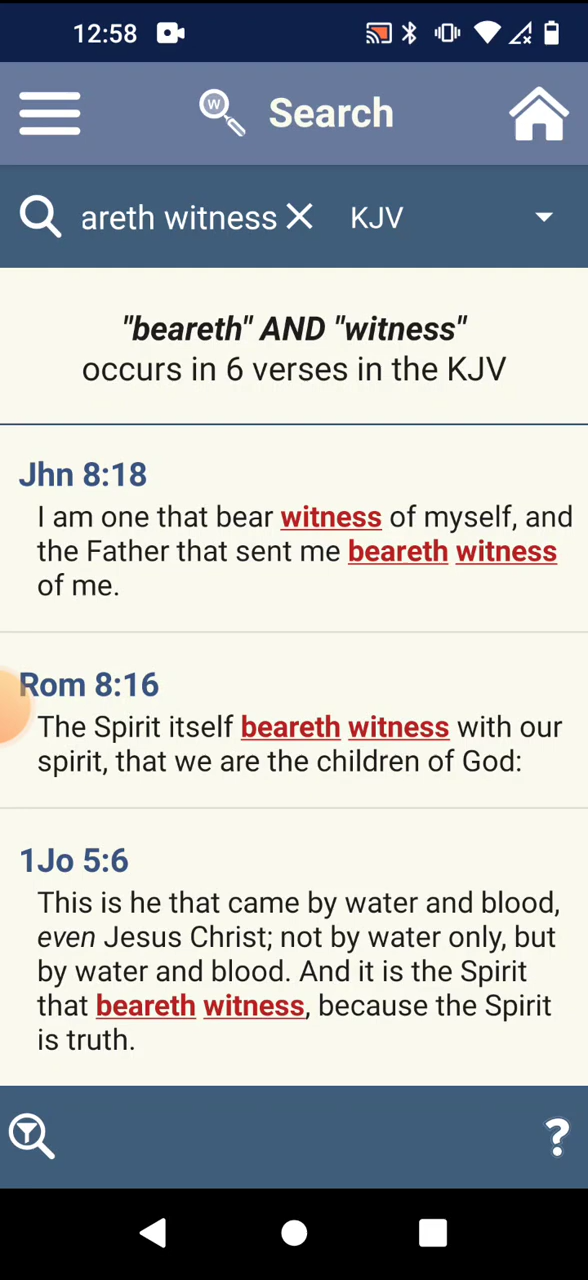 12:58
W Search
areth witness KJV
"beareth" AND "witness"
occurs in 6 verses in the KJV
Jhn 8:18
I am one that bear witness of myself, and
the Father that sent me beareth witness
of me.
Rom 8:16
The Spirit itself beareth witness with our
spirit, that we are the children of God:
1Jo 5:6
This is he that came by water and blood,
even Jesus Christ; not by water only, but
by water and blood. And it is the Spirit
that beareth witness, because the Spirit
is truth.
?